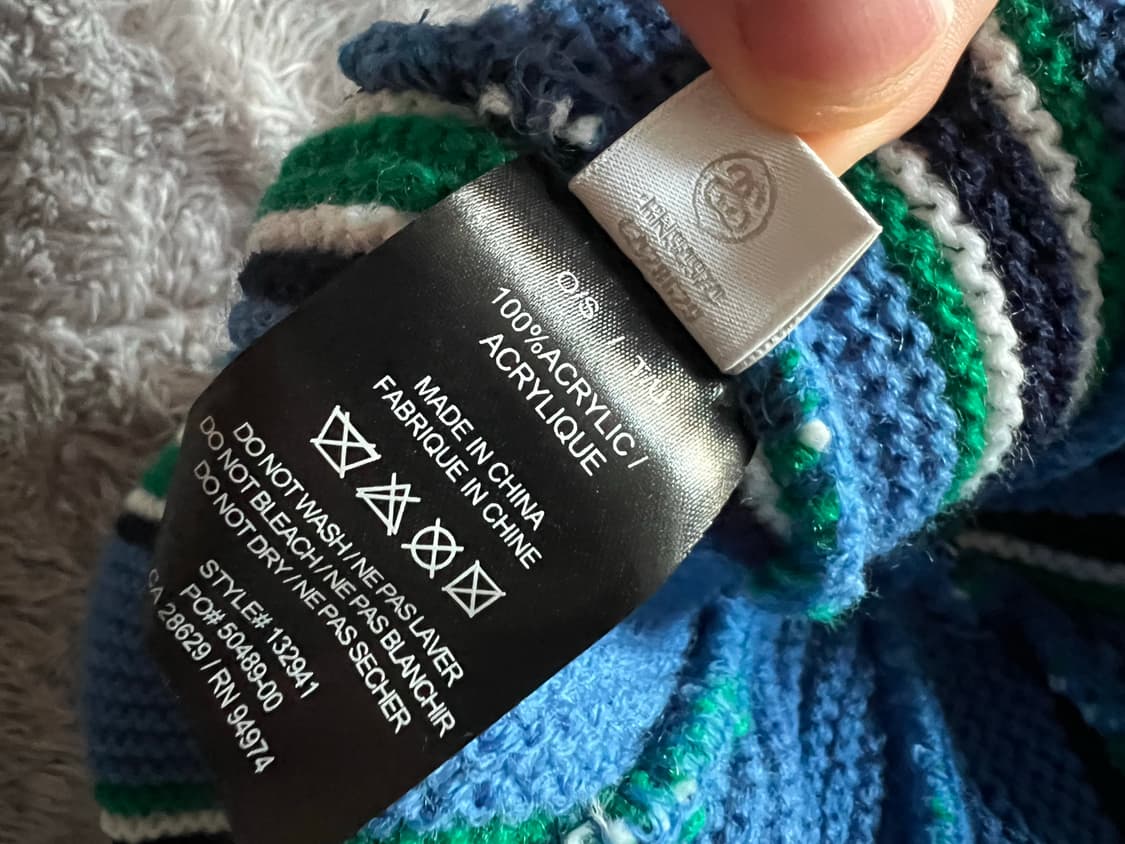 O/S / TU
100%ACRYLIC /
ACRYLIQUE
MADE IN CHINA
FABRIQUE IN CHINE
DO NOT WASH / NE PAS LAVER
DO NOT BLEACH / NE PAS BLANCHIR
DO NOT DRY / NE PAS SECHER
STYLE# 132941
PO# 50489-00
CA 28629 / RN 94974